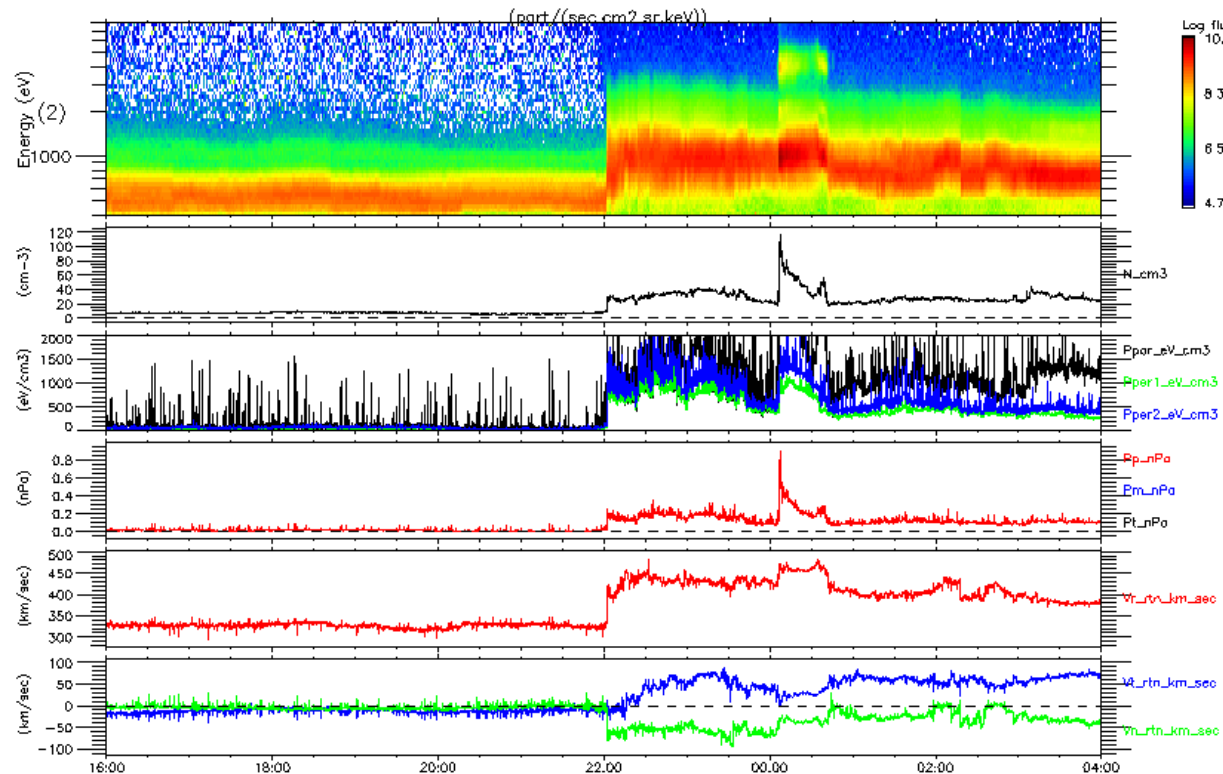 (part/(sec cm2 sr keV))
Log flu
10.
8.3
6.5
4.7
Energy (eV)
(2)
1000
120
100
80
60
40
20
0
(cm-3)
N_cm3
2000
1500
1000
500
0
(eV/cm3)
Ppar_eV_cm3
Pper1_eV_cm3
Pper2_eV_cm3
0.8
0.6
0.4
0.2
0.0
(nPa)
Pp_nPa
Pm_nPa
Pt_nPa
500
450
400
350
300
(km/sec)
Vr_rtn_km_sec
100
50
0
-50
-100
(km/sec)
Vt_rtn_km_sec
Vn_rtn_km_sec
16:00
18:00
20:00
22:00
00:00
02:00
04:00